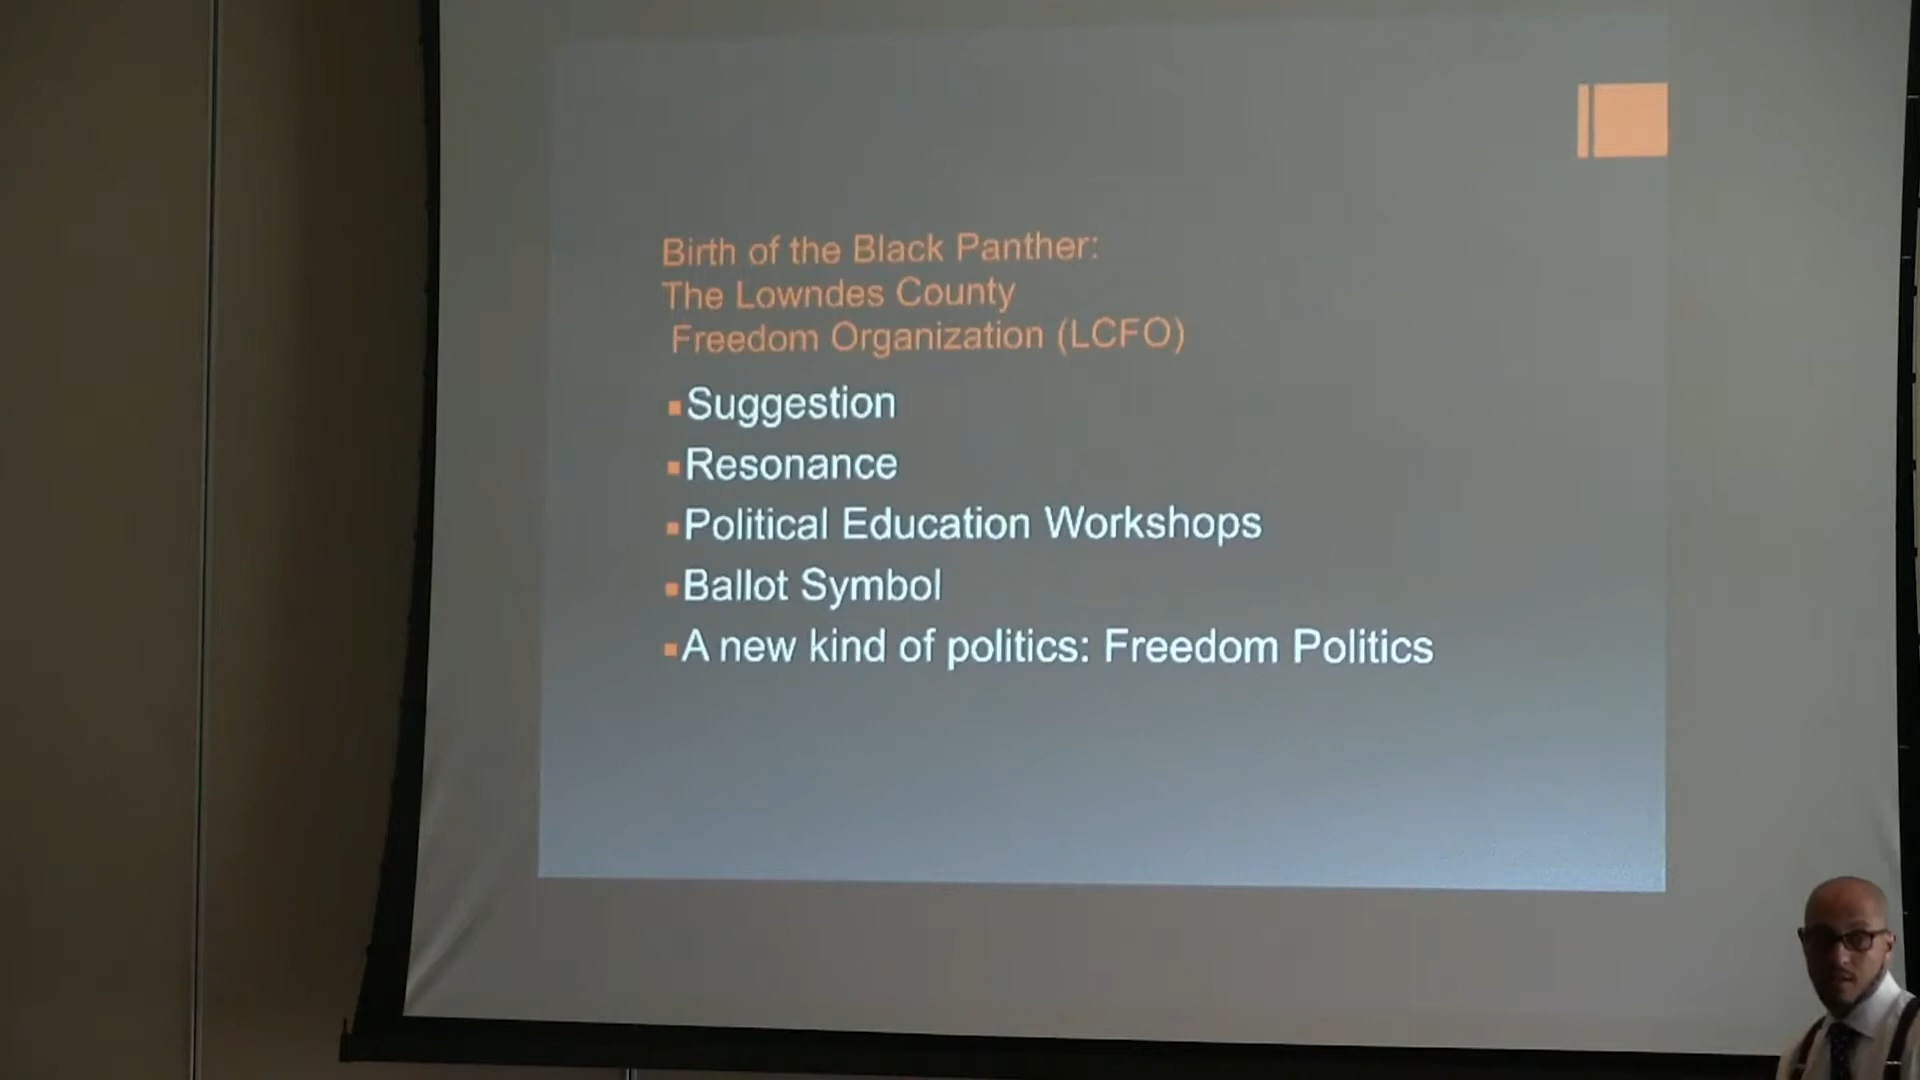 Birth of the Black Panther:
The Lowndes County
Freedom Organization (LCFO)
Suggestion
Resonance
Political Education Workshops
Ballot Symbol
A new kind of politics: Freedom Politics